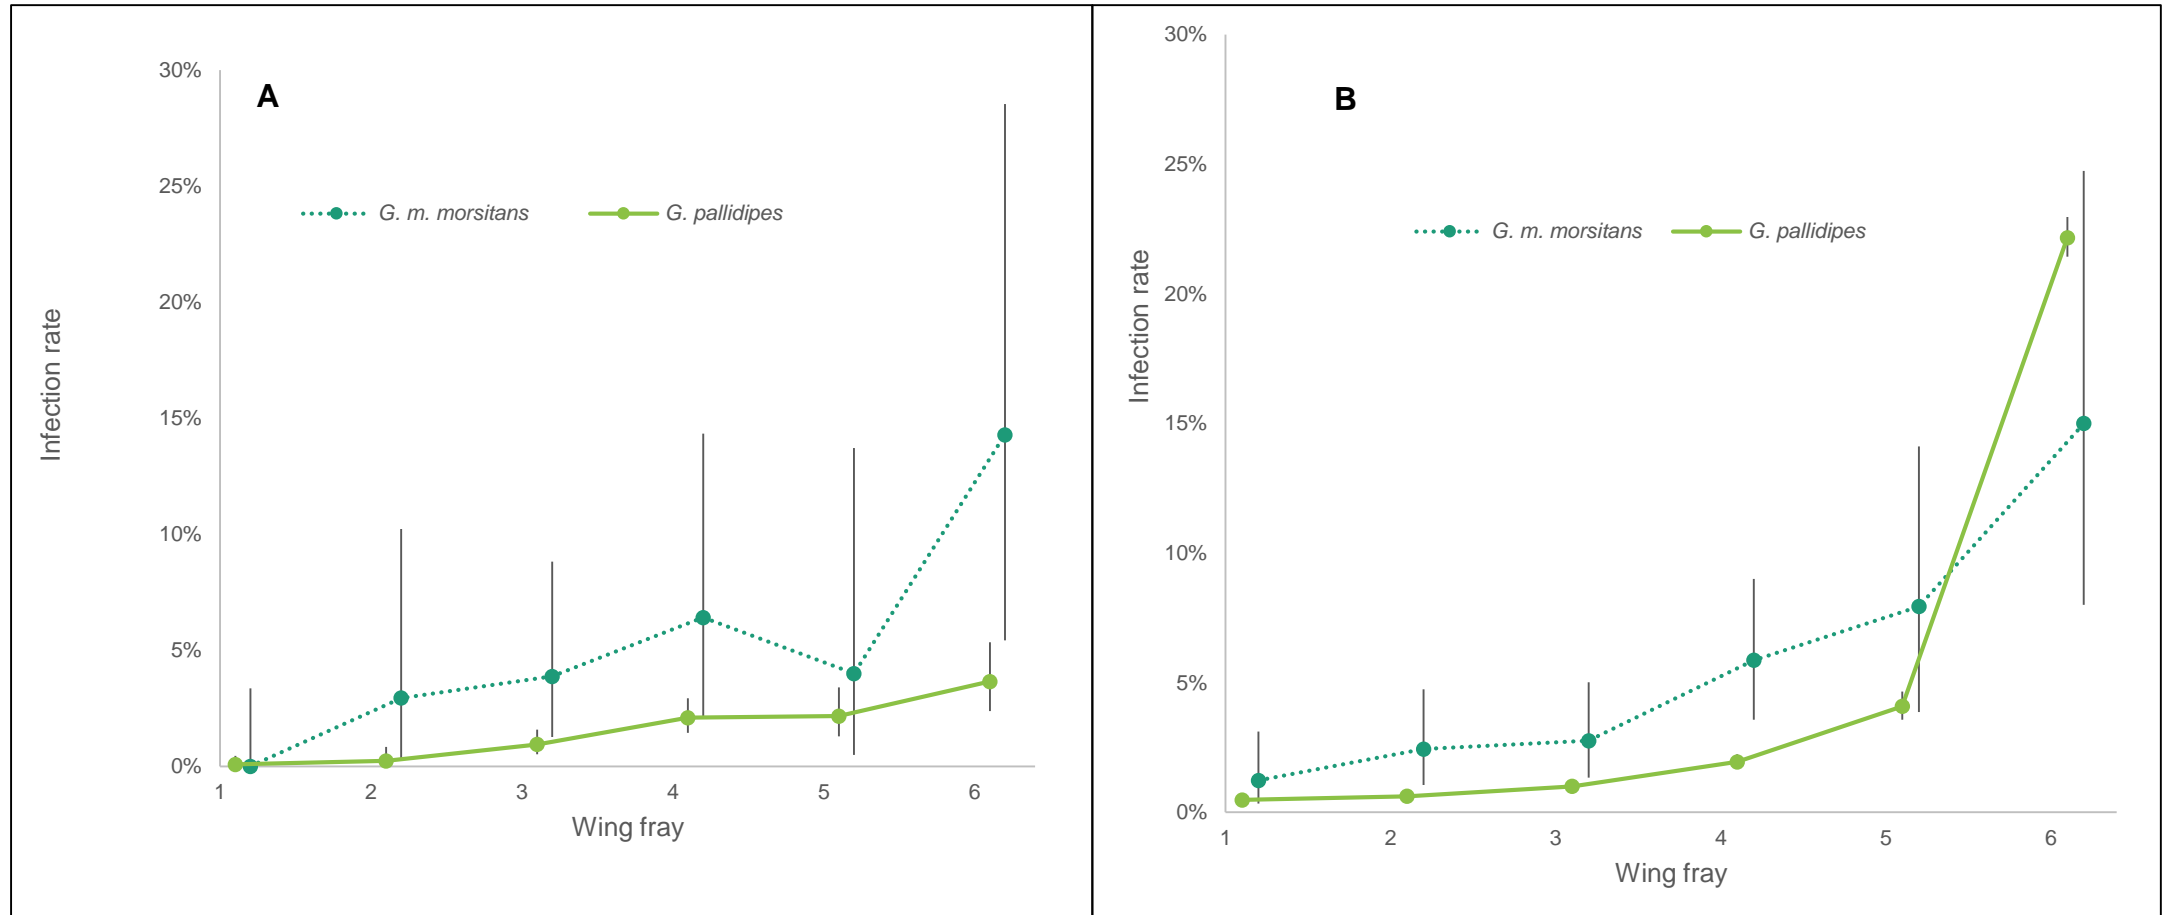 A
30%
25%
20%
15%
10%
5%
0%
Infection rate
G. m. morsitans
G. pallidipes
1 2 3 4 5 6
Wing fray
B
30%
25%
20%
15%
10%
5%
0%
Infection rate
G. m. morsitans
G. pallidipes
1 2 3 4 5 6
Wing fray